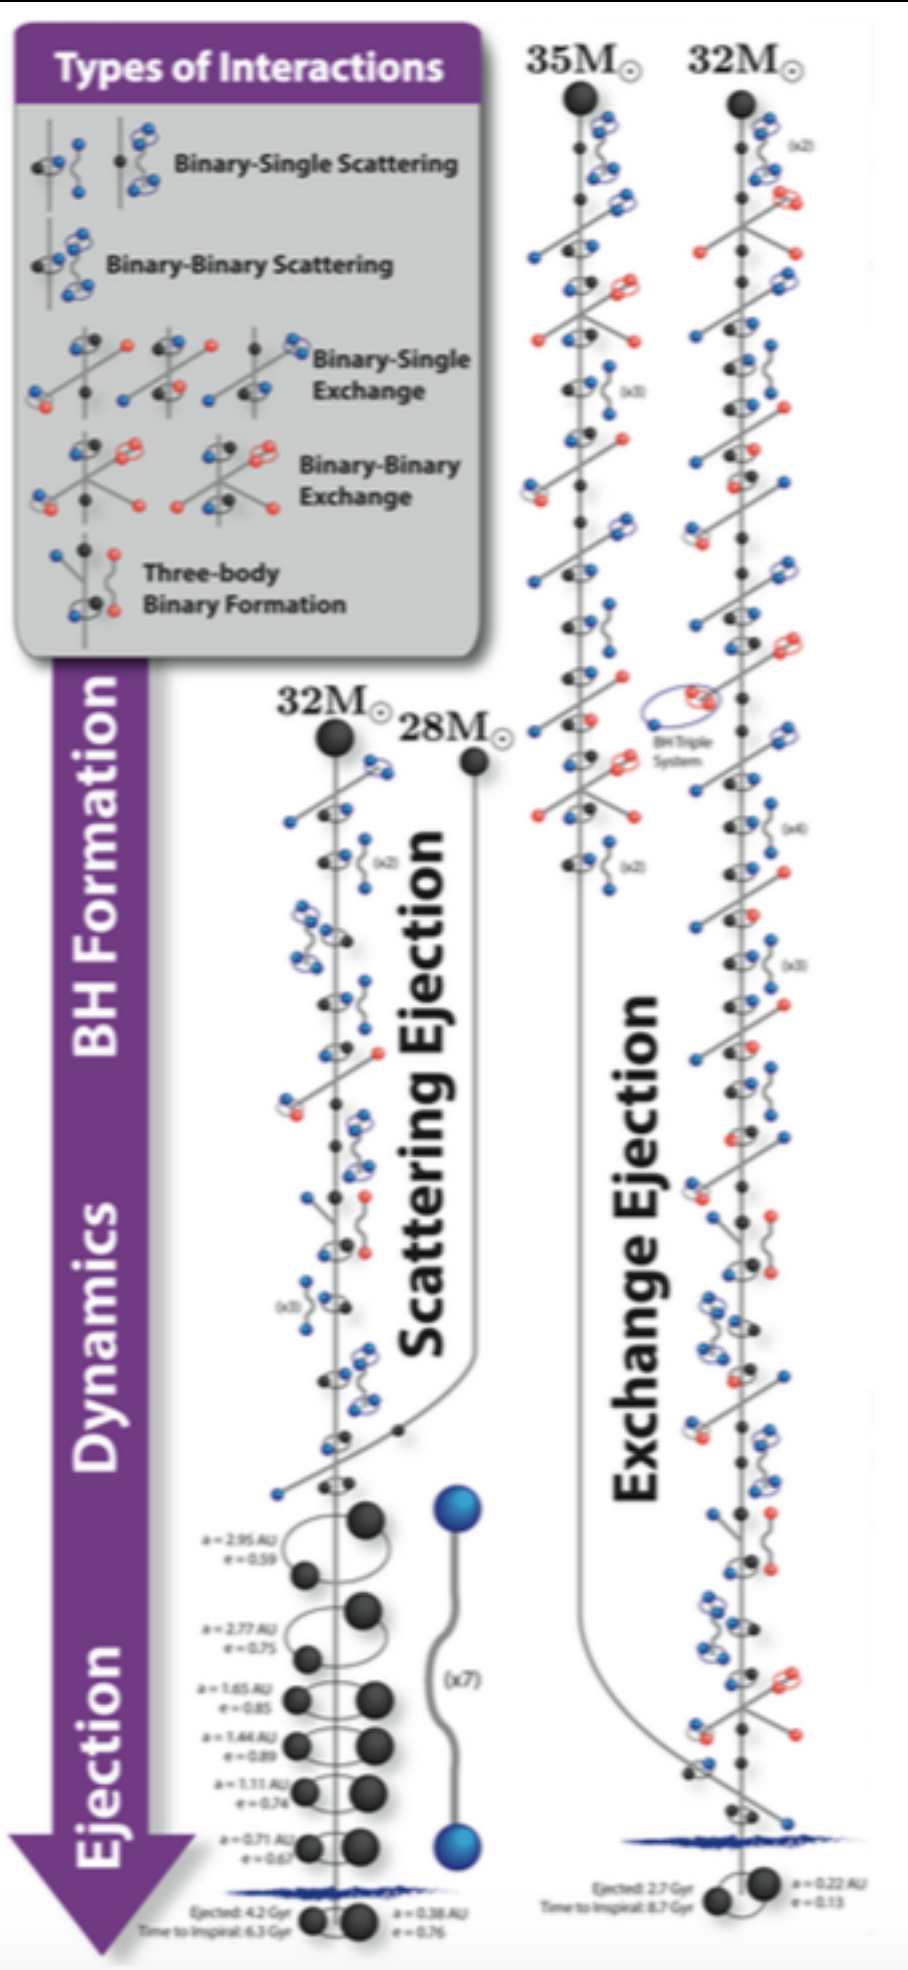 Types of Interactions
Binary-Single Scattering
Binary-Binary Scattering
Binary-Single
Exchange
Binary-Binary
Exchange
Three-body
Binary Formation
BH Formation
Dynamics
Ejection
32M☉
28M☉
Scattering Ejection
(x2)
(x3)
a = 2.95 AU
e = 0.59
a = 2.77 AU
e = 0.75
a = 1.65 AU
e = 0.85
a = 1.44 AU
e = 0.89
a = 1.11 AU
e = 0.74
a = 0.71 AU
e = 0.67
(x7)
Ejected: 4.2 Gyr
Time to Inspiral: 6.3 Gyr
a = 0.38 AU
e = 0.76
35M☉
32M☉
Exchange Ejection
(x2)
(x3)
BH Triple
System
(x2)
(x4)
(x3)
Ejected: 2.7 Gyr
Time to Inspiral: 8.7 Gyr
a = 0.22 AU
e = 0.13